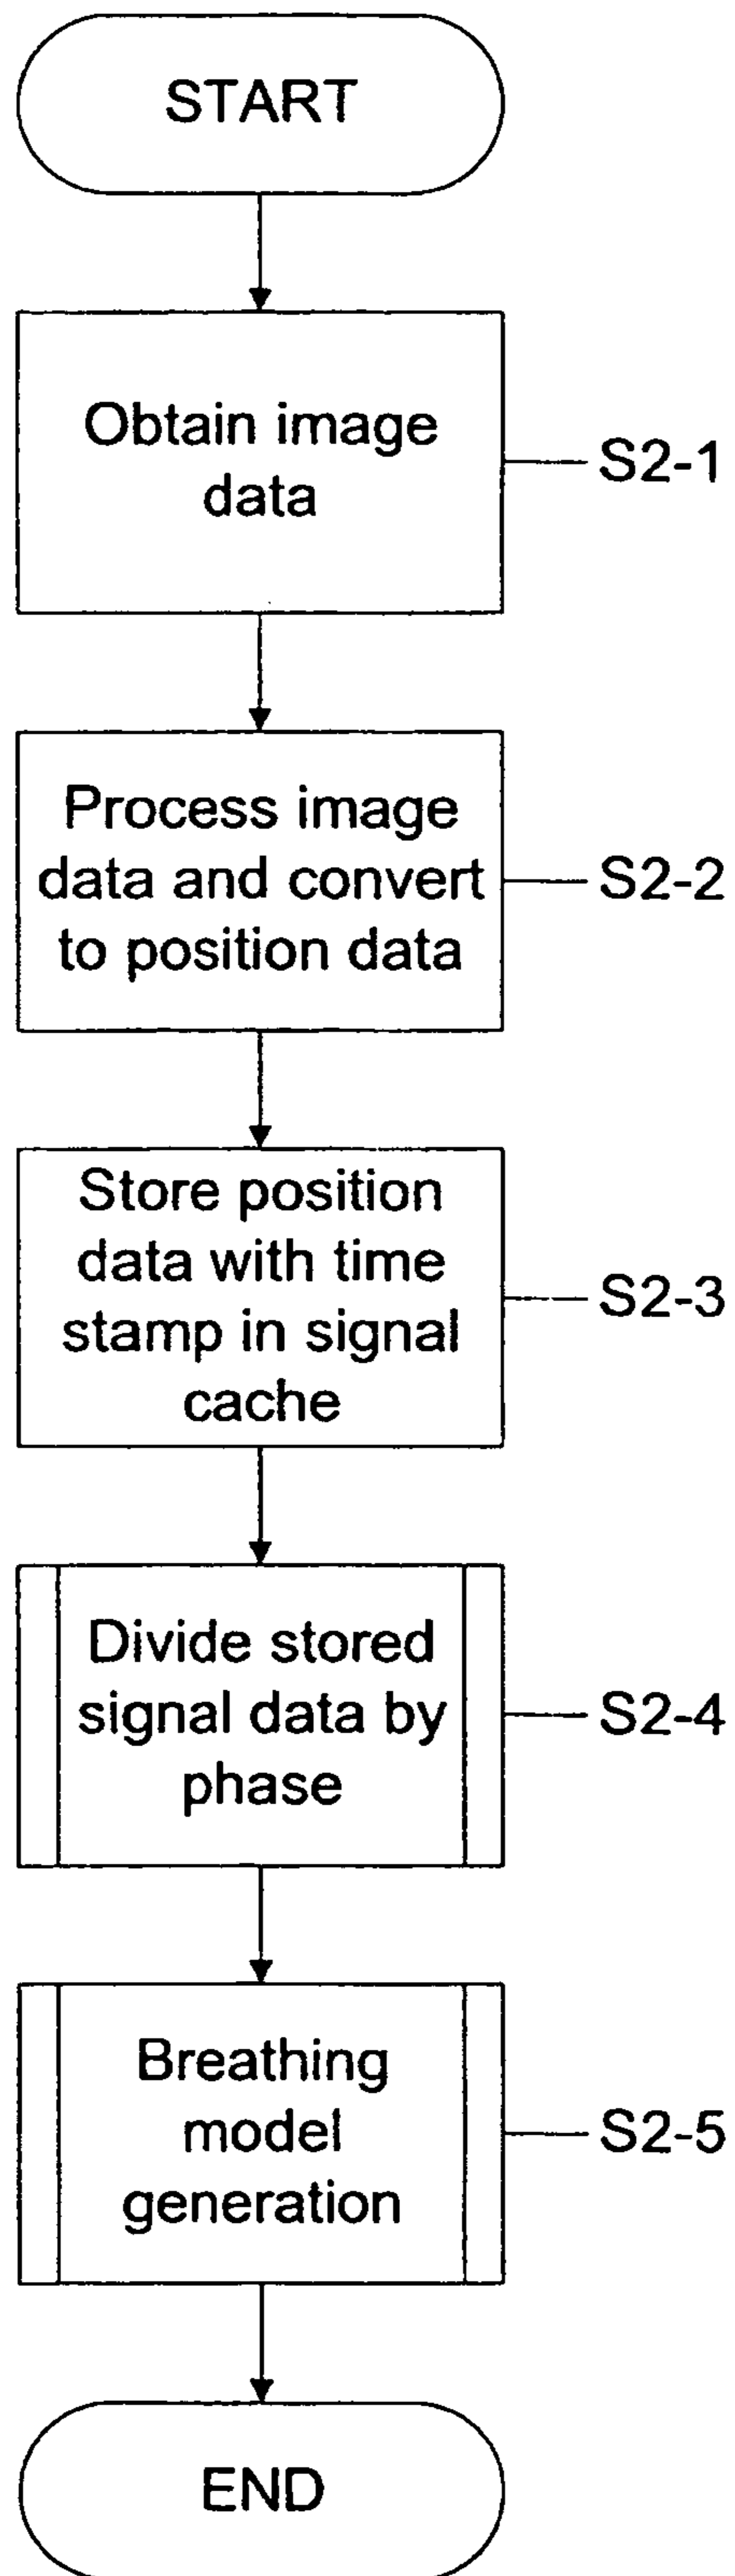 START
Obtain image
data
S2-1
Process image
data and convert
to position data
S2-2
Store position
data with time
stamp in signal
cache
S2-3
Divide stored
signal data by
phase
S2-4
Breathing
model
generation
S2-5
END